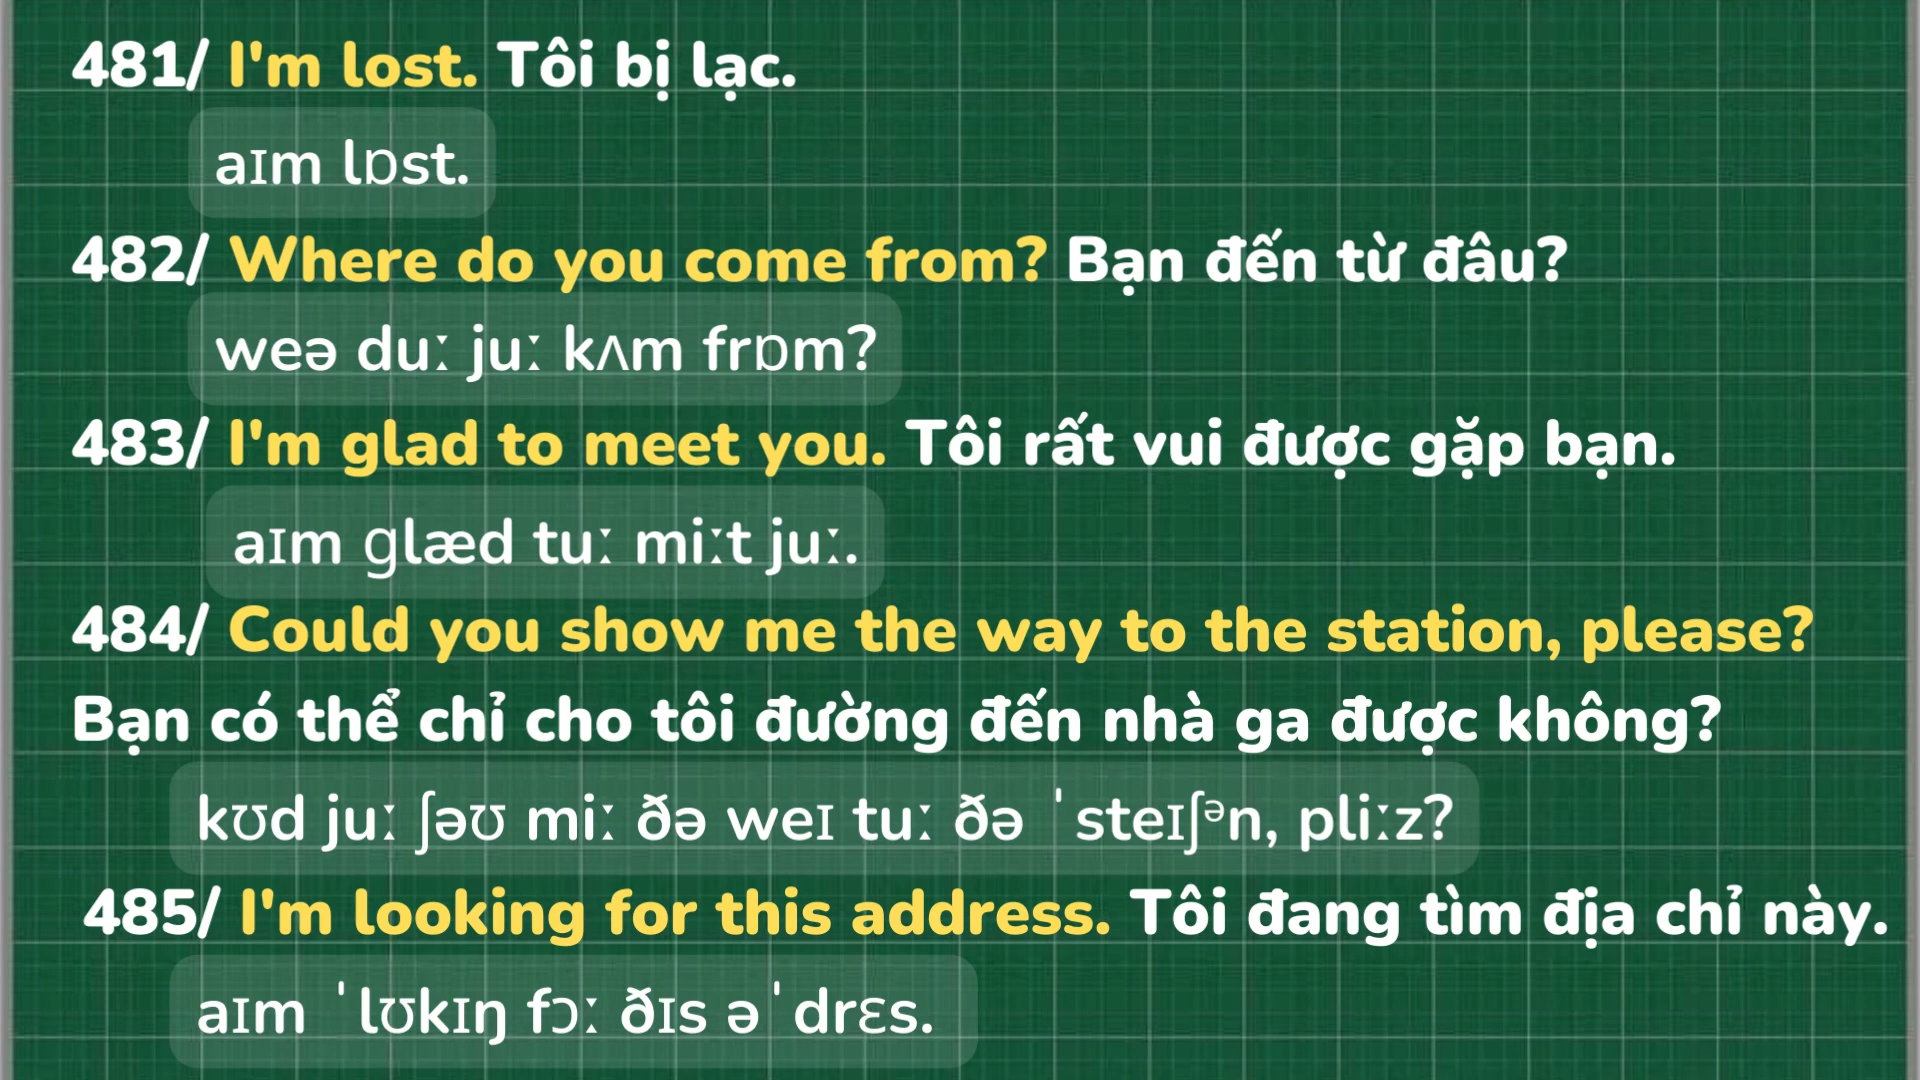 481/ I'm lost. Tôi bị lạc.
aɪm lɒst.
482/ Where do you come from? Bạn đến từ đâu?
weə duː juː kʌm frɒm?
483/ I'm glad to meet you. Tôi rất vui được gặp bạn.
aɪm ɡlæd tuː miːt juː.
484/ Could you show me the way to the station, please?
Bạn có thể chỉ cho tôi đường đến nhà ga được không?
kʊd juː ʃəʊ miː ðə weɪ tuː ðə ˈsteɪʃᵊn, pliːz?
485/ I'm looking for this address. Tôi đang tìm địa chỉ này.
aɪm ˈlʊkɪŋ fɔː ðɪs əˈdrɛs.